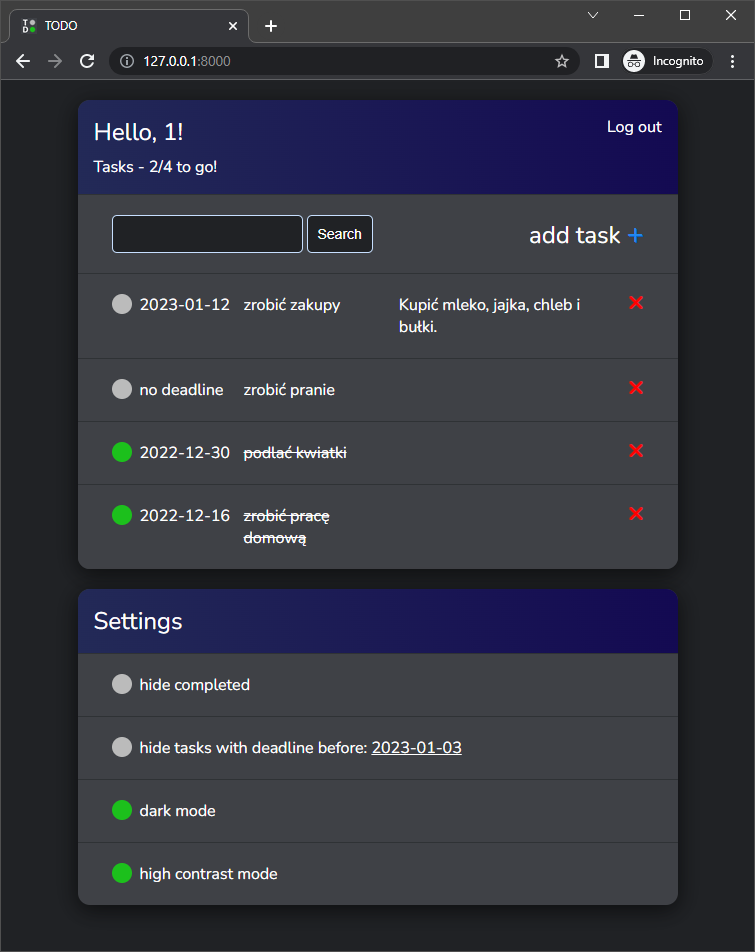 TODO
127.0.0.1:8000
Incognito
Hello, 1!
Log out
Tasks - 2/4 to go!
Search
add task +
2023-01-12 zrobić zakupy Kupić mleko, jajka, chleb i
bułki.
no deadline zrobić pranie
2022-12-30 podlać kwiatki
2022-12-16 zrobić pracę
domową
Settings
hide completed
hide tasks with deadline before: 2023-01-03
dark mode
high contrast mode